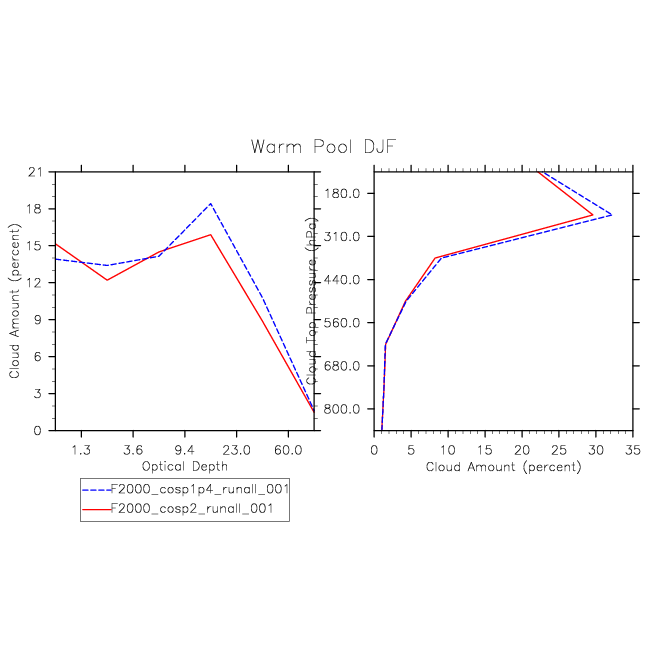 Warm Pool DJF
21
18
15
12
9
6
3
0
Cloud Amount (percent)
1.3 3.6 9.4 23.0 60.0
Optical Depth
180.0
310.0
440.0
560.0
680.0
800.0
Cloud Top Pressure (hPa)
0 5 10 15 20 25 30 35
Cloud Amount (percent)
F2000_cosp1p4_runall_001
F2000_cosp2_runall_001